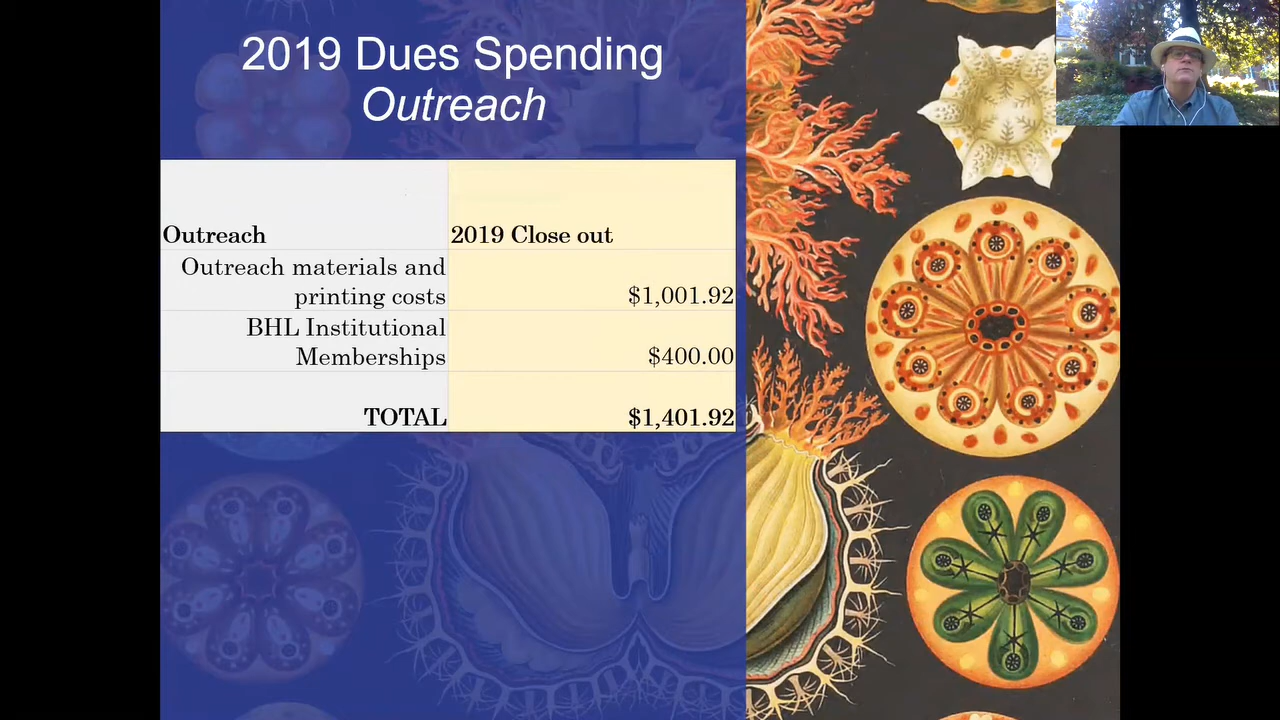 2019 Dues Spending
Outreach
Outreach 2019 Close out
Outreach materials and
printing costs $1,001.92
BHL Institutional
Memberships $400.00
TOTAL $1,401.92